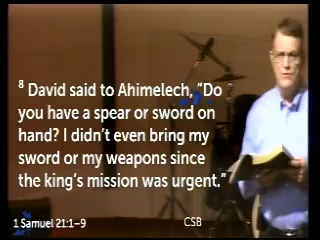 8 David said to Ahimelech, “Do
you have a spear or sword on
hand? I didn’t even bring my
sword or my weapons since
the king’s mission was urgent.”
1 Samuel 21:1–9
CSB